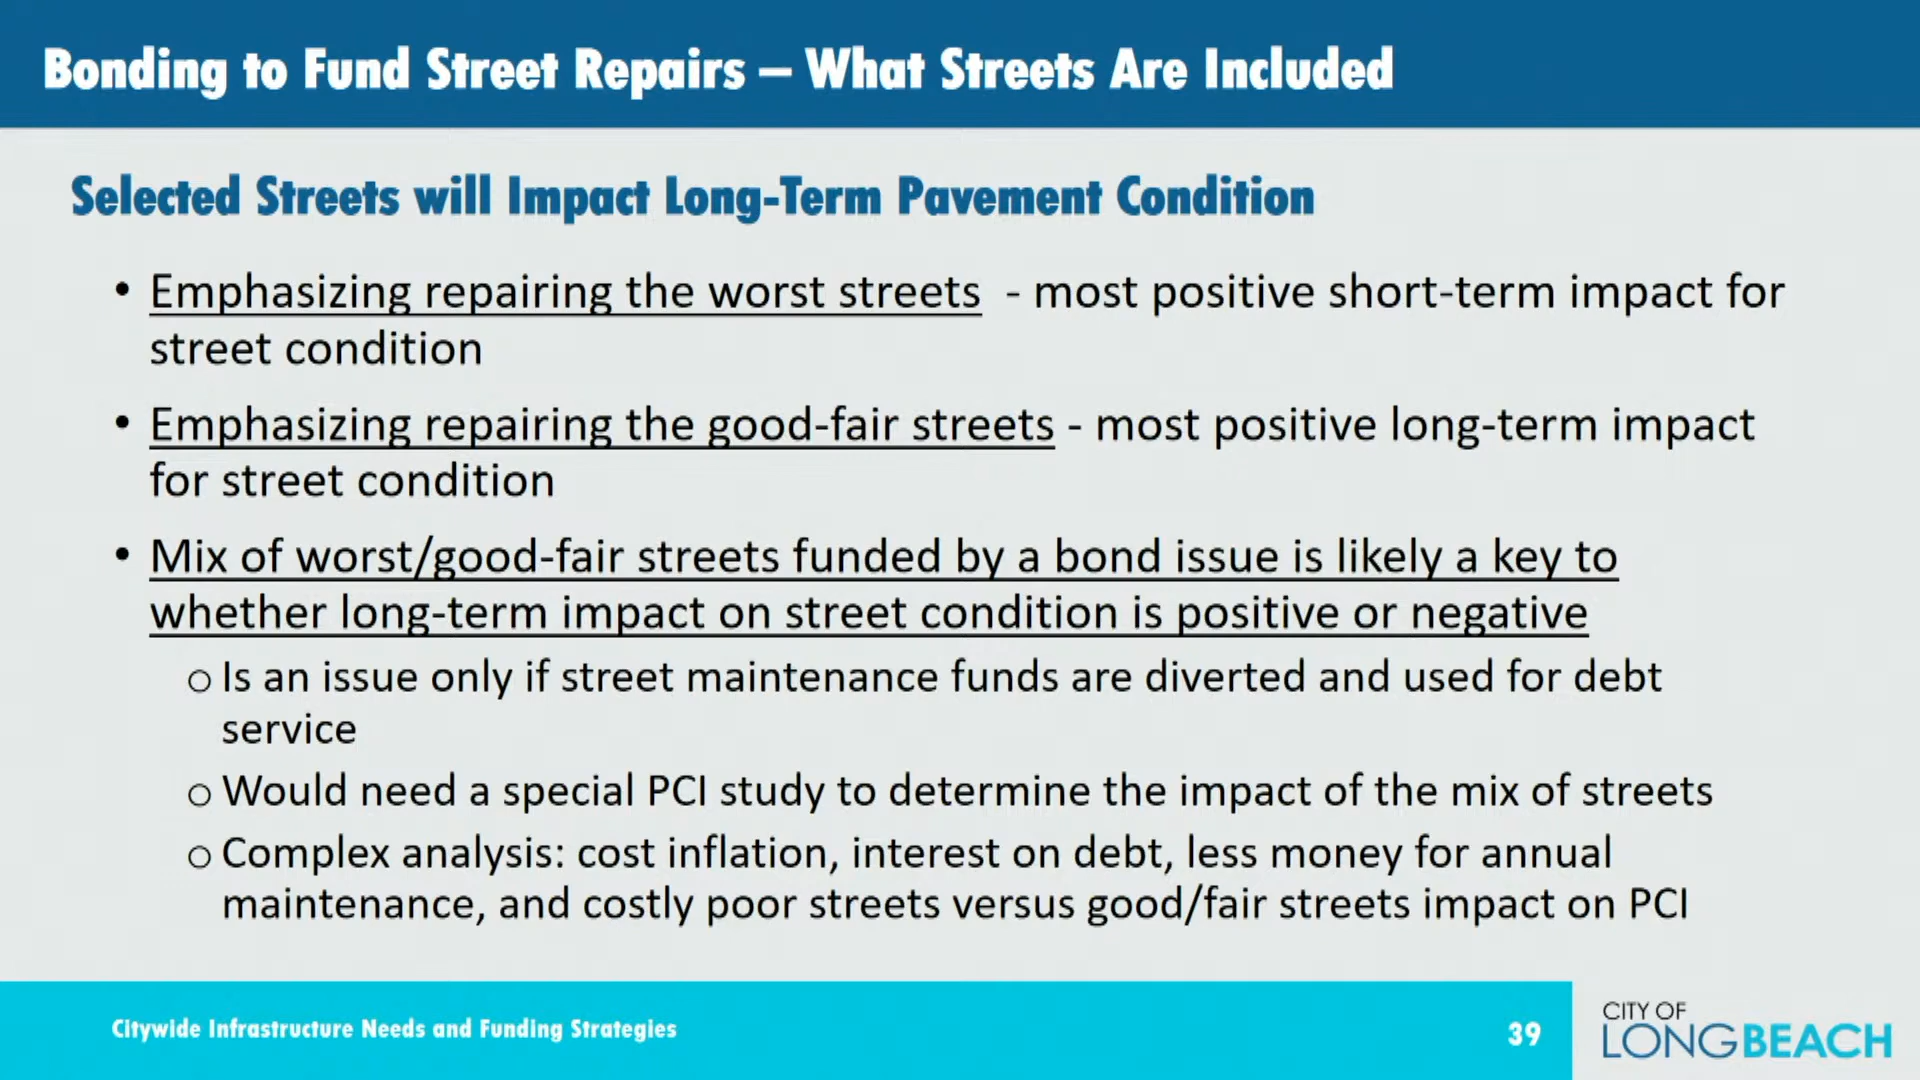 Bonding to Fund Street Repairs – What Streets Are Included
Selected Streets will Impact Long-Term Pavement Condition
• Emphasizing repairing the worst streets - most positive short-term impact for
street condition
• Emphasizing repairing the good-fair streets - most positive long-term impact
for street condition
• Mix of worst/good-fair streets funded by a bond issue is likely a key to
whether long-term impact on street condition is positive or negative
o Is an issue only if street maintenance funds are diverted and used for debt
service
o Would need a special PCI study to determine the impact of the mix of streets
o Complex analysis: cost inflation, interest on debt, less money for annual
maintenance, and costly poor streets versus good/fair streets impact on PCI
Citywide Infrastructure Needs and Funding Strategies
39
CITY OF
LONGBEACH